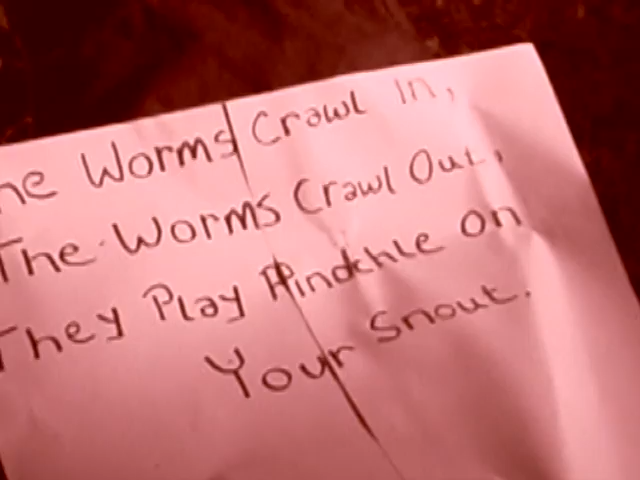 he Worms Crawl In,
The Worms Crawl Out,
They Play Pinochle On
Your Snout.